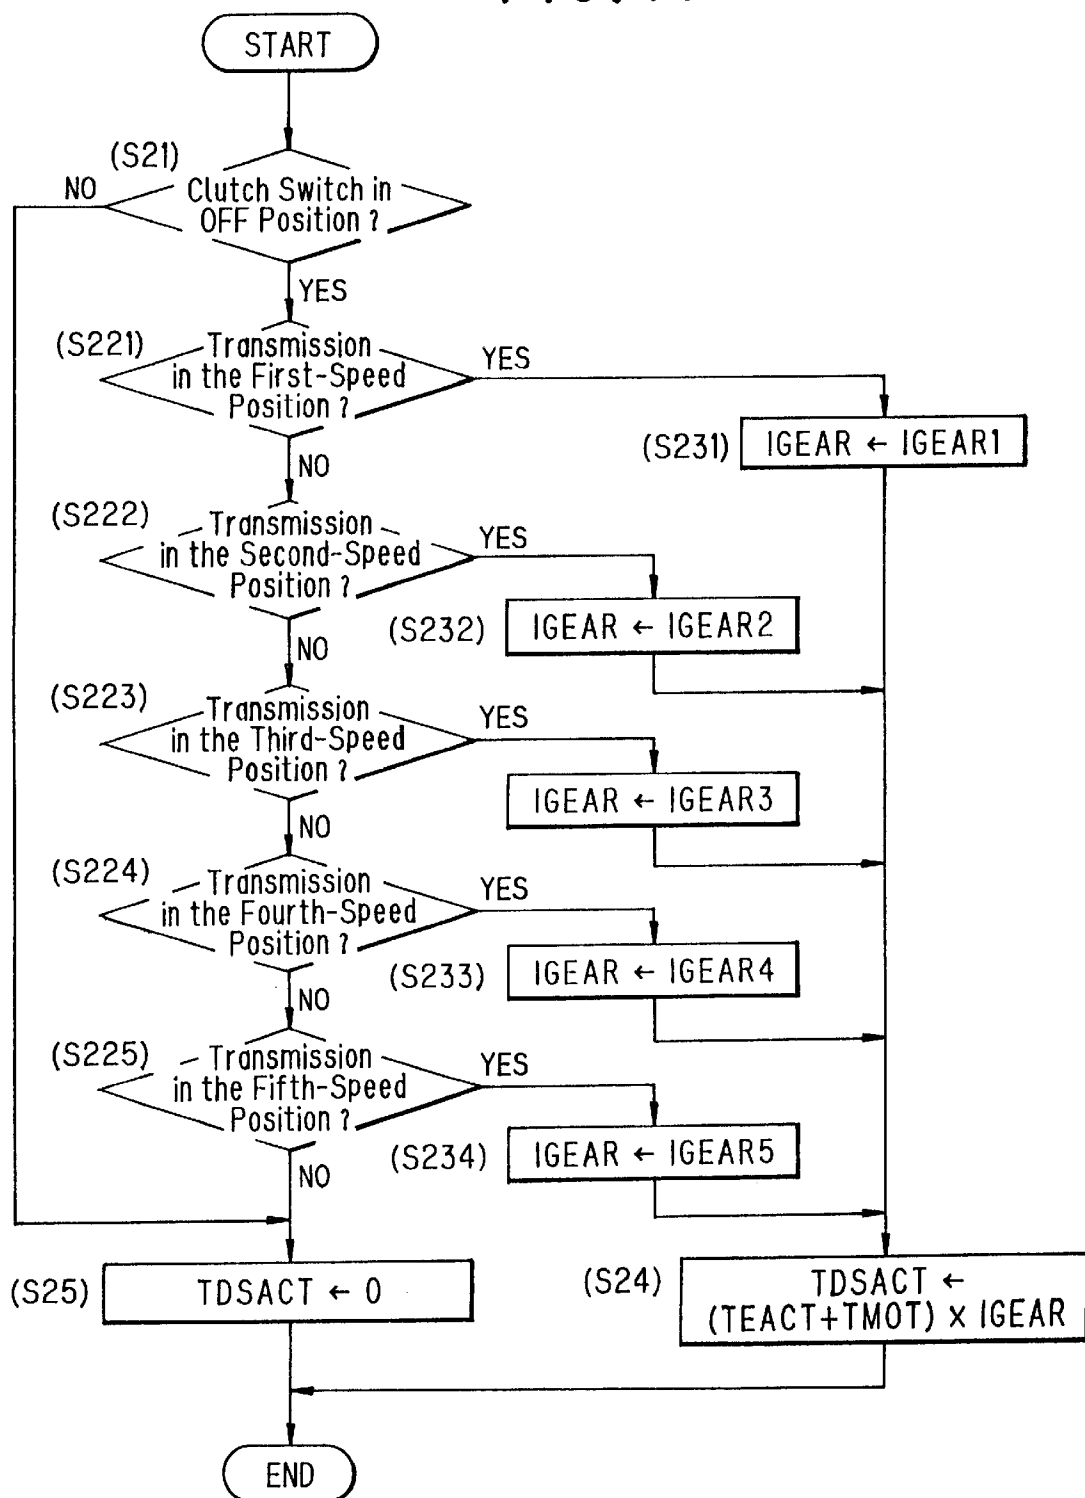 START
(S21)
NO
Clutch Switch in
OFF Position ?
YES
(S221)
Transmission
in the First-Speed
Position ?
YES
(S231)
IGEAR ← IGEAR1
NO
(S222)
Transmission
in the Second-Speed
Position ?
YES
(S232)
IGEAR ← IGEAR2
NO
(S223)
Transmission
in the Third-Speed
Position ?
YES
IGEAR ← IGEAR3
NO
(S224)
Transmission
in the Fourth-Speed
Position ?
YES
(S233)
IGEAR ← IGEAR4
NO
(S225)
Transmission
in the Fifth-Speed
Position ?
YES
(S234)
IGEAR ← IGEAR5
NO
(S25)
TDSACT ← 0
(S24)
TDSACT ←
(TEACT+TMOT) x IGEAR
END